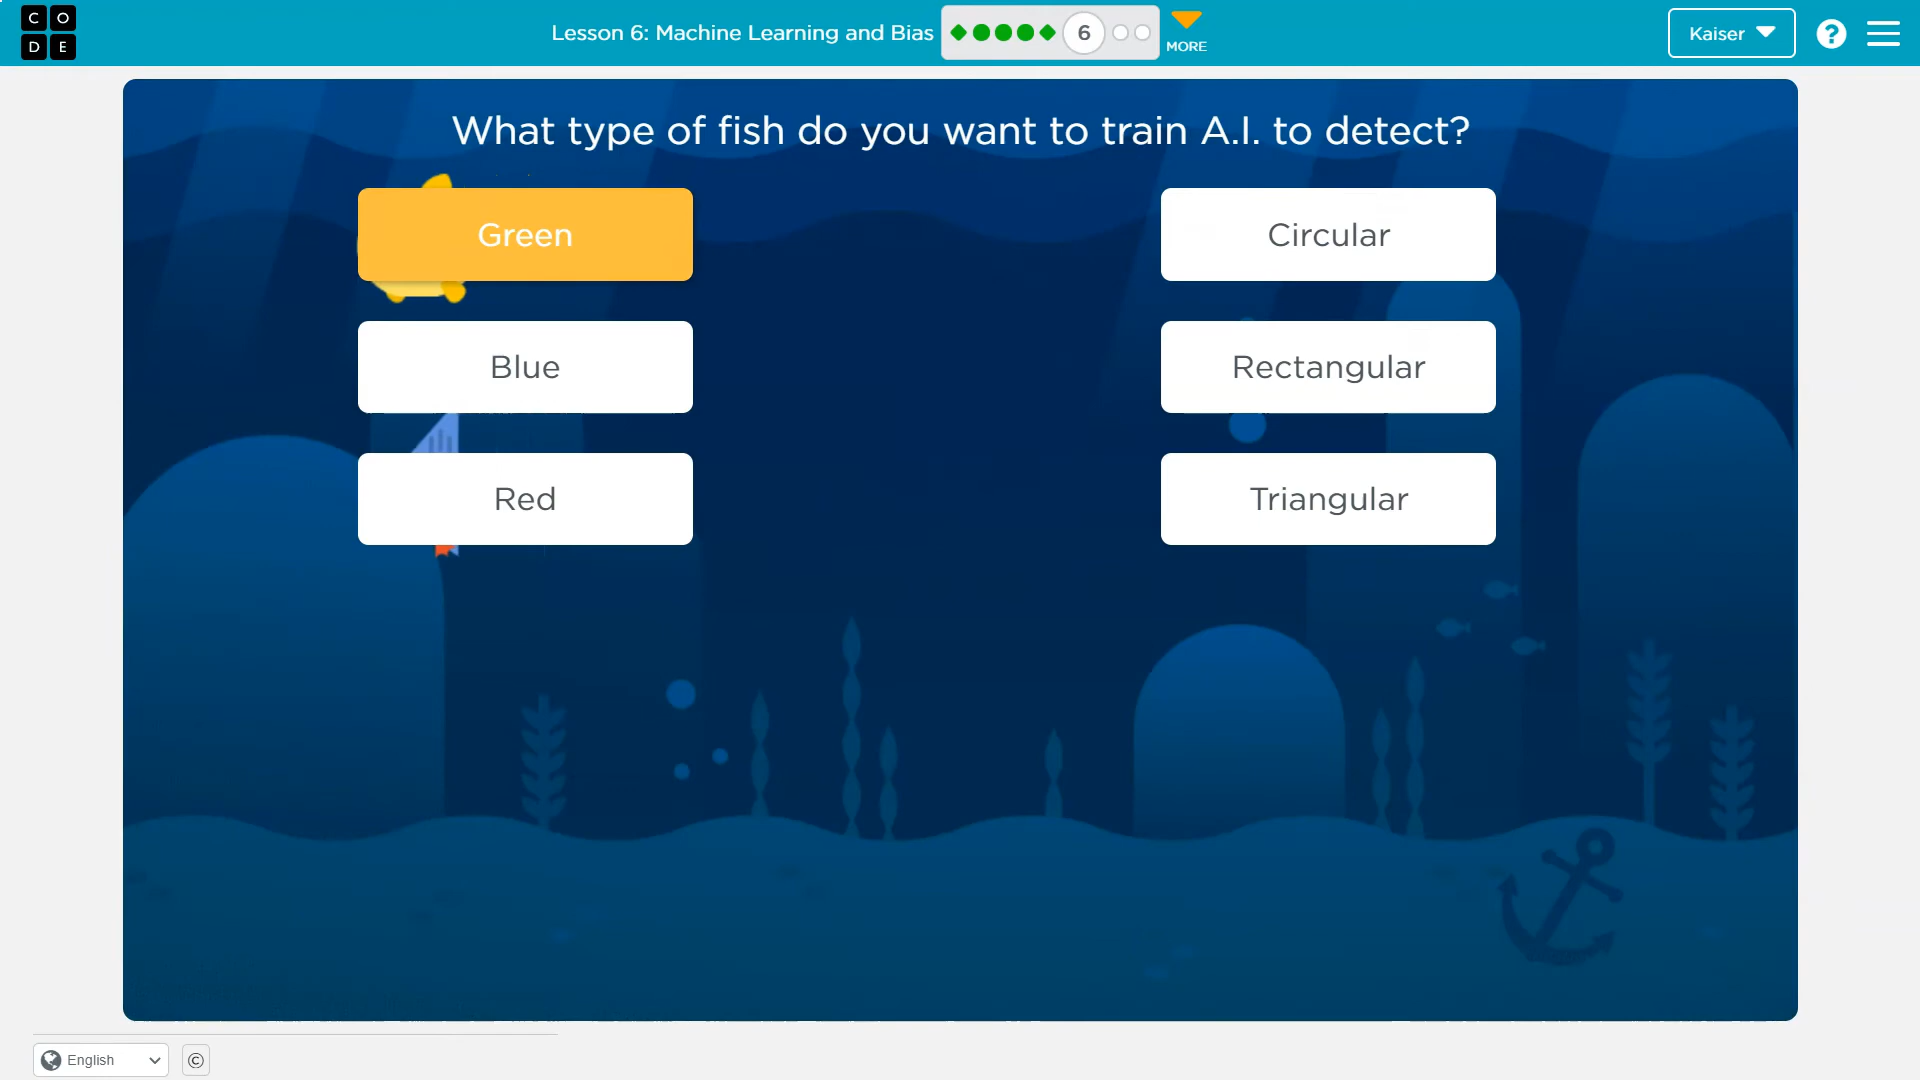 CODE
Lesson 6: Machine Learning and Bias
6
MORE
Kaiser
?
What type of fish do you want to train A.I. to detect?
Green
Circular
Blue
Rectangular
Red
Triangular
English
©